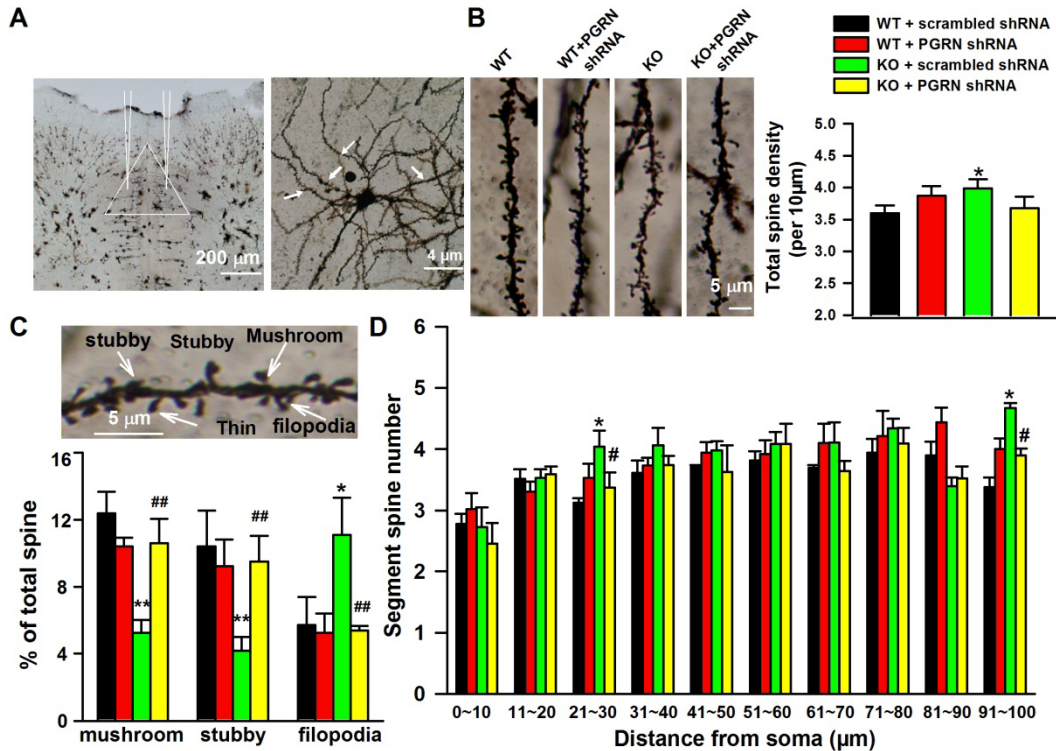 A
200 µm
4 µm
B
WT
WT+PGRN
shRNA
KO
KO+PGRN
shRNA
5 µm
WT + scrambled shRNA
WT + PGRN shRNA
KO + scrambled shRNA
KO + PGRN shRNA
Total spine density
(per 10µm)
5.0
4.5
4.0
3.5
3.0
2.5
2.0
*
C
stubby
Stubby
Mushroom
5 µm
Thin
filopodia
% of total spine
16
12
8
4
0
##
**
##
**
*
##
mushroom
stubby
filopodia
D
Segment spine number
6
5
4
3
2
1
0
*
#
*
#
0~10
11~20
21~30
31~40
41~50
51~60
61~70
71~80
81~90
91~100
Distance from soma (µm)